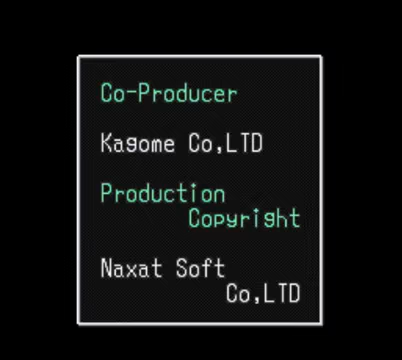 Co-Producer
Kagome Co,LTD
Production
Copyright
Naxat Soft
Co,LTD